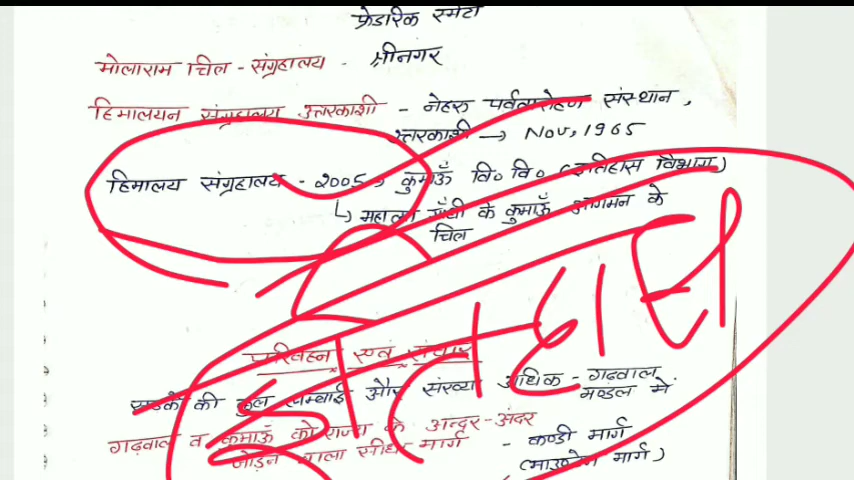 फ्रेडरिक स्मेटा
मोलाराम चित्र - संग्रहालय - श्रीनगर
हिमालयन संग्रहालय उत्तरकाशी - नेहरु पर्वतारोहण संस्थान,
उत्तरकाशी → Nov, 1965
हिमालय संग्रहालय - 2005, कुमाऊँ वि० वि० (इतिहास विभाग)
↳ महात्मा गाँधी के कुमाऊँ आगमन के
चित्र
परिवहन एवं संचार
सड़कों की कुल लम्बाई और संख्या अधिक - गढ़वाल
मण्डल में
गढ़वाल व कुमाऊँ को राज्य के अन्दर-अंदर
जोड़ने वाला सीधा मार्ग - कण्डी मार्ग
(माउण्टेन मार्ग)